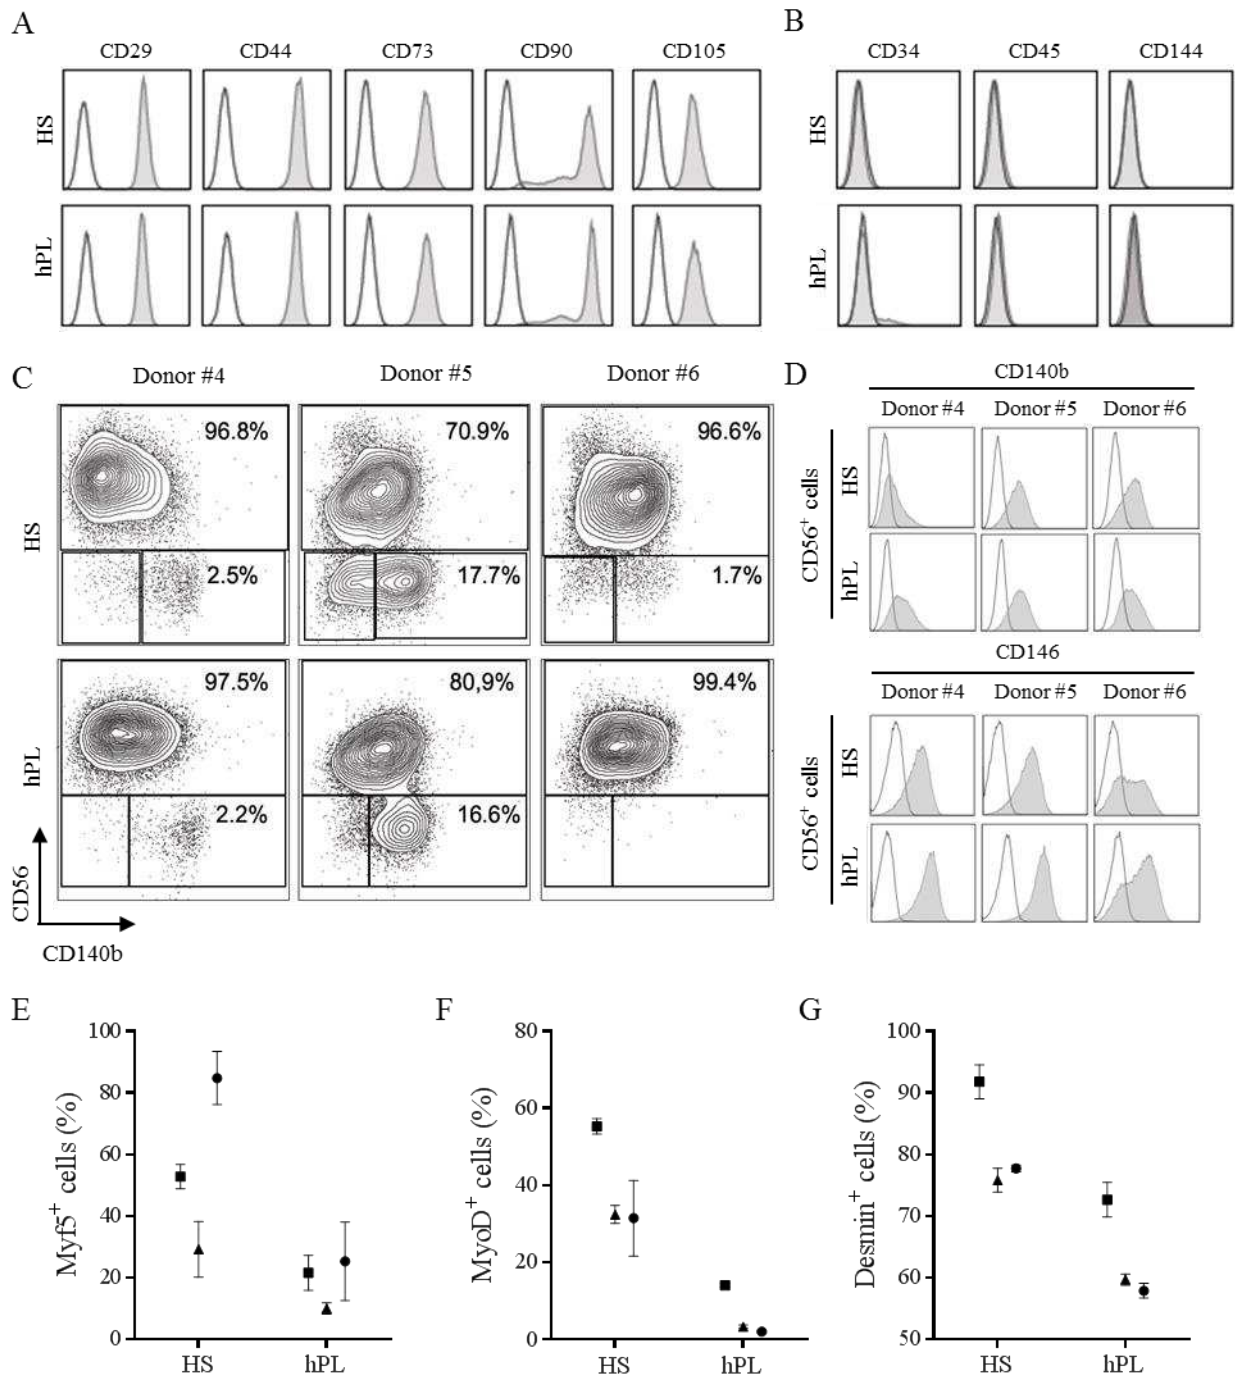 A
B
CD29 CD44 CD73 CD90 CD105
CD34 CD45 CD144
HS
HS
hPL
hPL
C
D
Donor #4 Donor #5 Donor #6
CD140b
Donor #4 Donor #5 Donor #6
96.8% 70.9% 96.6%
HS
2.5% 17.7% 1.7%
CD56+ cells
HS
hPL
97.5% 80,9% 99.4%
hPL
2.2% 16.6%
CD56
CD140b
CD146
Donor #4 Donor #5 Donor #6
CD56+ cells
HS
hPL
E
F
G
Myf5+ cells (%)
100
80
60
40
20
0
HS hPL
MyoD+ cells (%)
80
60
40
20
0
HS hPL
Desmin+ cells (%)
100
90
80
70
60
50
HS hPL